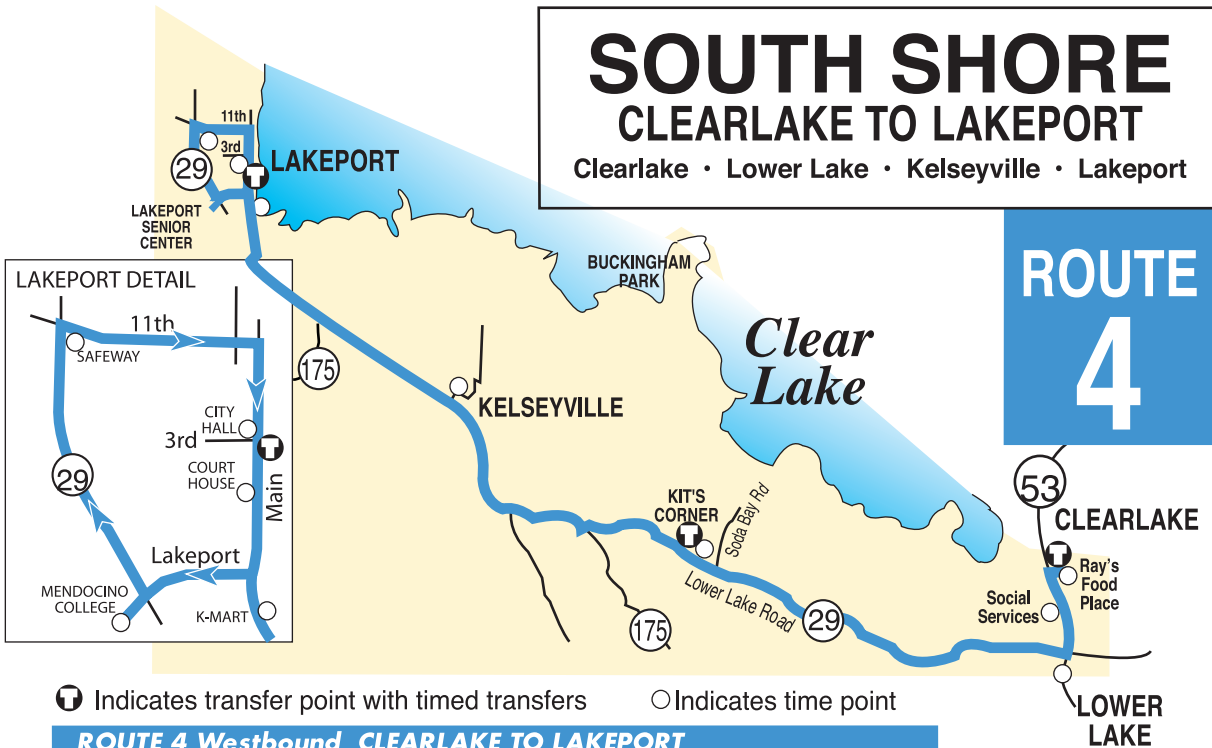 SOUTH SHORE
CLEARLAKE TO LAKEPORT
Clearlake · Lower Lake · Kelseyville · Lakeport
ROUTE
4
11th
3rd
29
LAKEPORT
LAKEPORT
SENIOR
CENTER
BUCKINGHAM
PARK
Clear
Lake
LAKEPORT DETAIL
11th
SAFEWAY
CITY
HALL
3rd
T
COURT
HOUSE
Main
29
Lakeport
MENDOCINO
COLLEGE
K-MART
175
KELSEYVILLE
T
KIT'S
CORNER
T
Soda Bay Rd
Lower Lake Road
29
175
53
CLEARLAKE
T
Ray's
Food
Place
Social
Services
LOWER
LAKE
T Indicates transfer point with timed transfers
Indicates time point
ROUTE 4 Westbound CLEARLAKE TO LAKEPORT